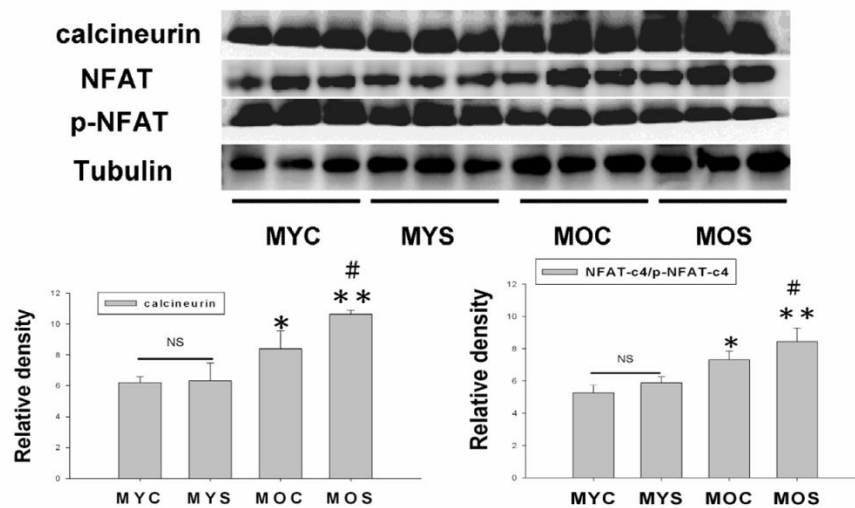 calcineurin
NFAT
p-NFAT
Tubulin
MYC MYS MOC MOS
calcineurin
Relative density
12
10
8
6
4
2
0
NS
*
#
**
MYC MYS MOC MOS
NFAT-c4/p-NFAT-c4
Relative density
12
10
8
6
4
2
0
NS
*
#
**
MYC MYS MOC MOS